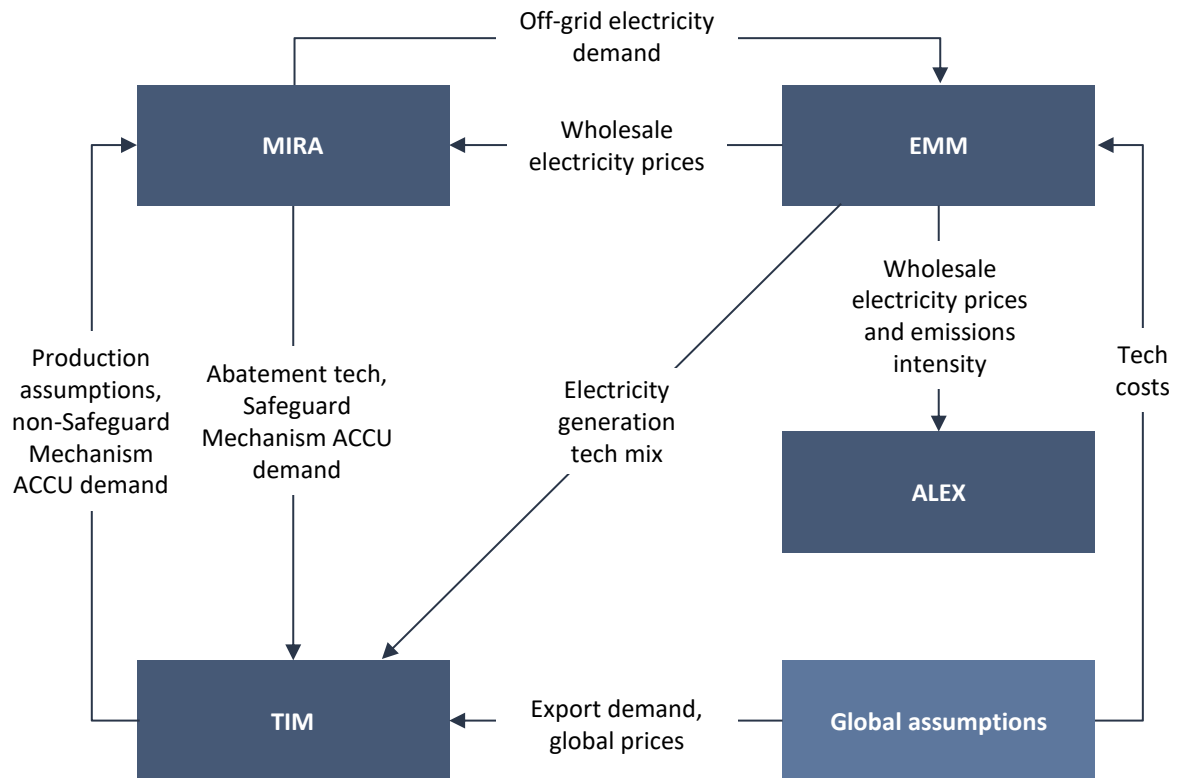 Off-grid electricity
demand
MIRA
Wholesale
electricity prices
EMM
Wholesale
electricity prices
and emissions
intensity
Production
assumptions,
non-Safeguard
Mechanism
ACCU demand
Abatement tech,
Safeguard
Mechanism ACCU
demand
Electricity
generation
tech mix
Tech
costs
ALEX
TIM
Export demand,
global prices
Global assumptions